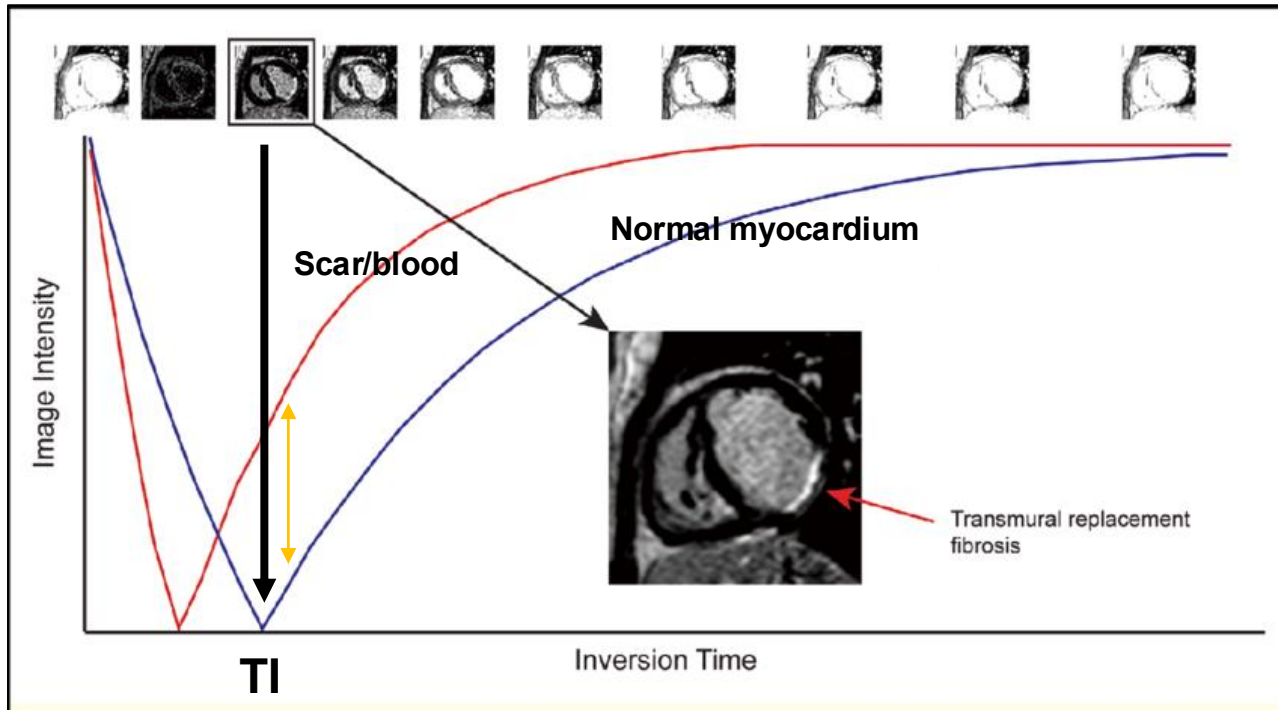 Normal myocardium
Scar/blood
Image Intensity
Transmural replacement
fibrosis
TI
Inversion Time